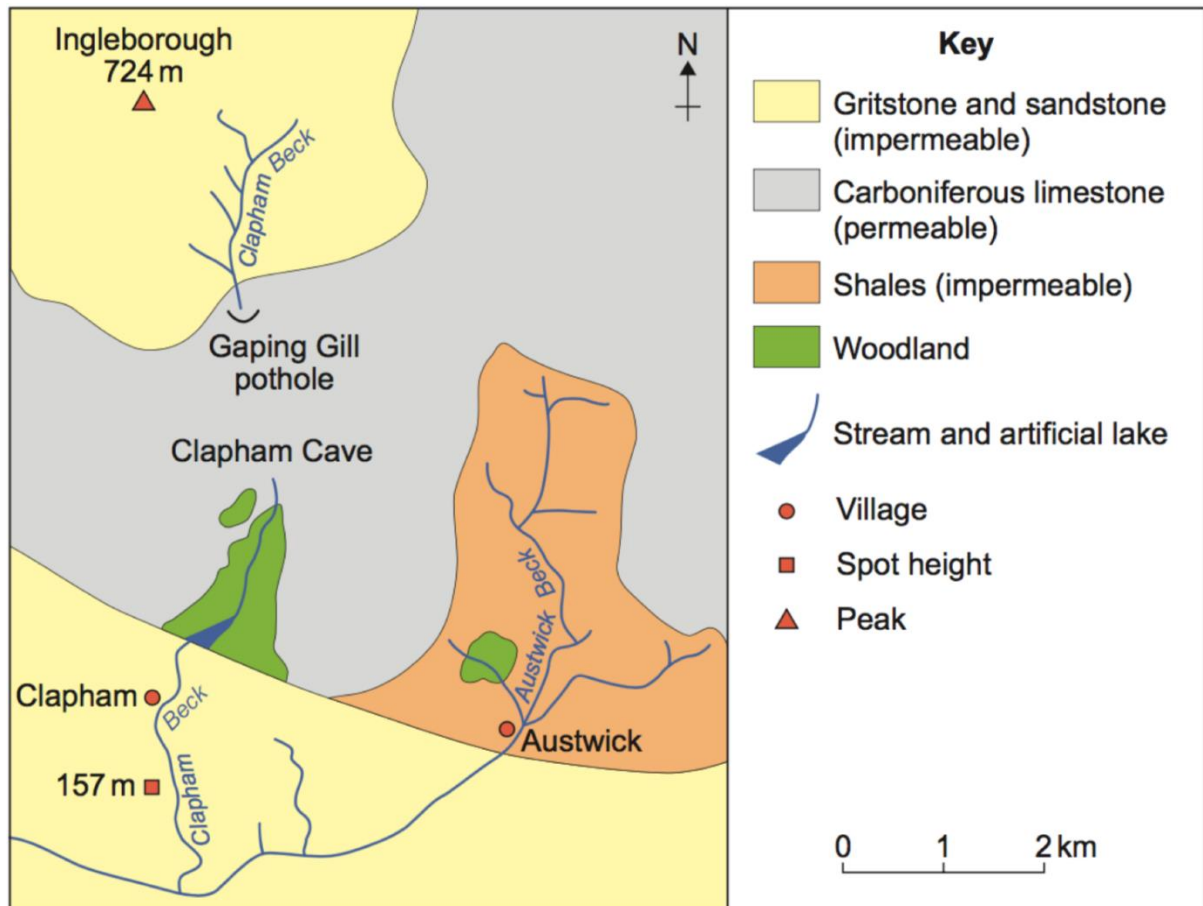 Ingleborough
724 m
N
Clapham Beck
Gaping Gill
pothole
Clapham Cave
Austwick Beck
Clapham
Beck
Austwick
157 m
Clapham
Key
Gritstone and sandstone
(impermeable)
Carboniferous limestone
(permeable)
Shales (impermeable)
Woodland
Stream and artificial lake
Village
Spot height
Peak
0 1 2 km